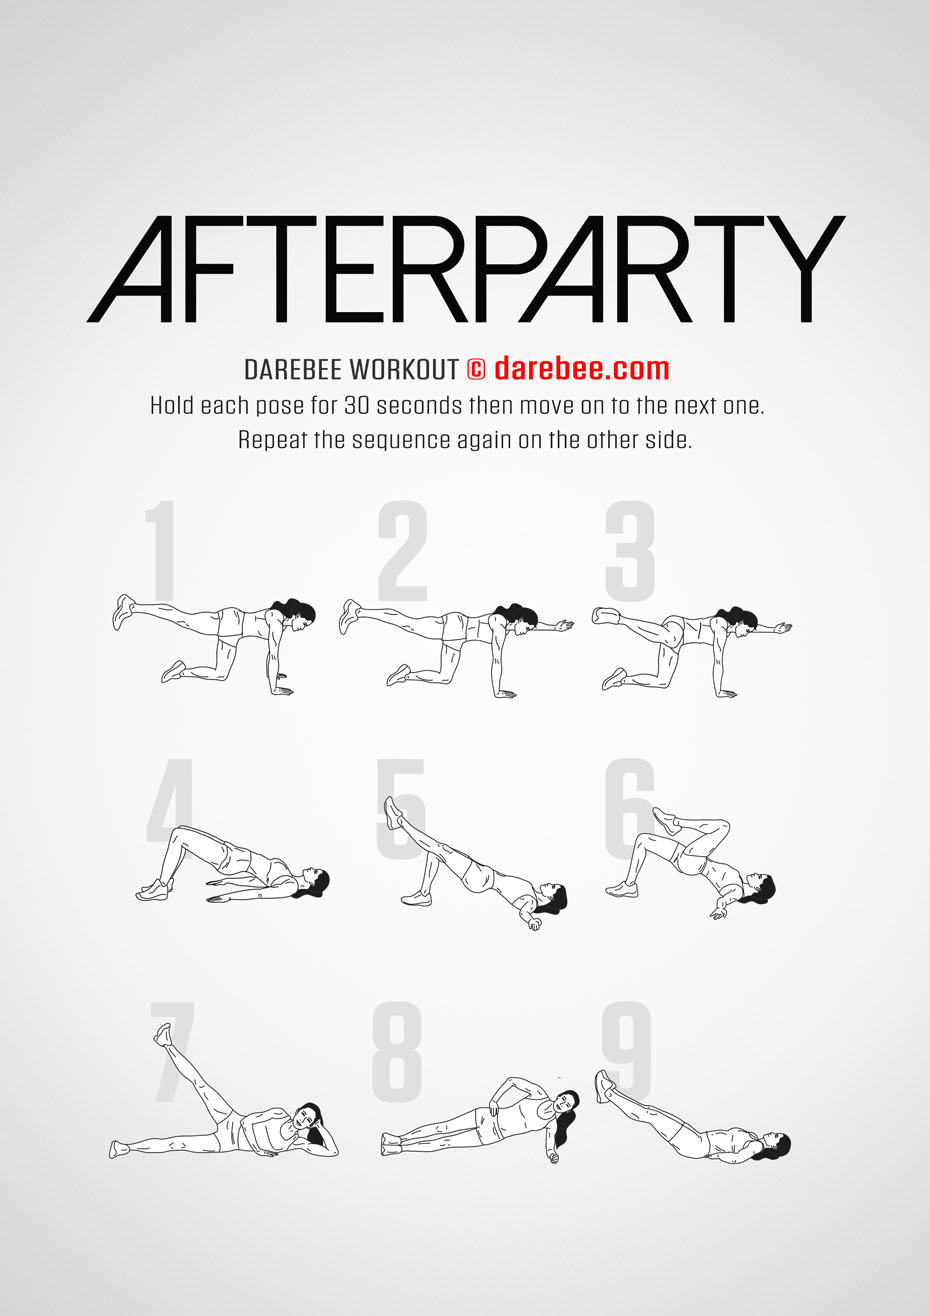 AFTERPARTY
DAREBEE WORKOUT © darebee.com
Hold each pose for 30 seconds then move on to the next one.
Repeat the sequence again on the other side.
1 2 3
4 5 6
7 8 9